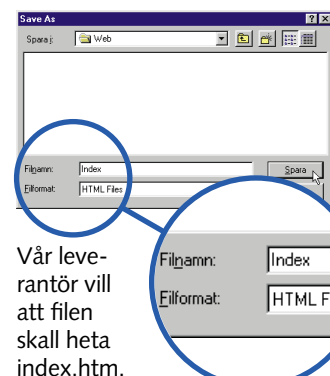 Save As
Spara i: Web
Filnamn: Index Spara
Filformat: HTML Files
Vår leve-
rantör vill
att filen
skall heta
index.htm.
Filnamn: Index
Filformat: HTML F